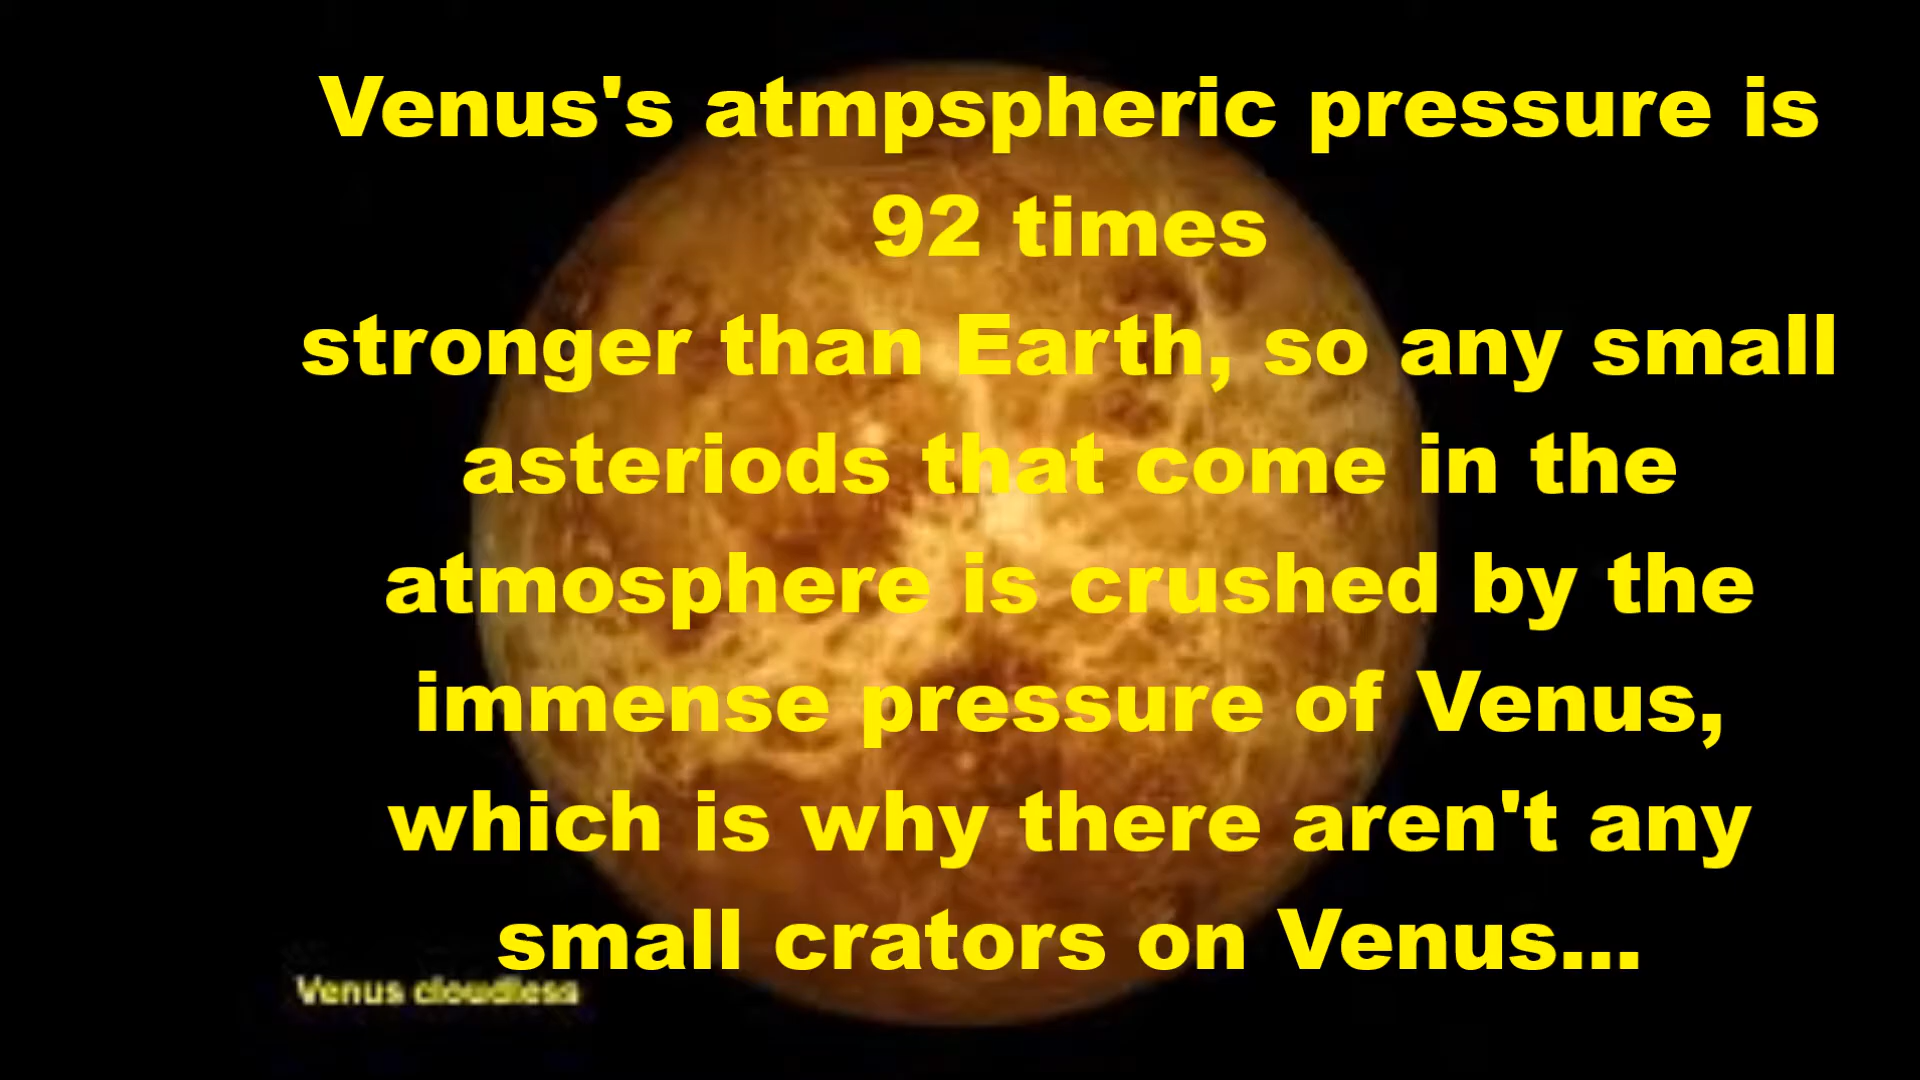 Venus's atmpspheric pressure is
92 times
stronger than Earth, so any small
asteriods that come in the
atmosphere is crushed by the
immense pressure of Venus,
which is why there aren't any
small crators on Venus...
Venus cloudless